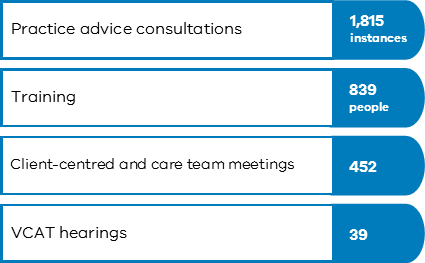 Practice advice consultations
1,815
instances
Training
839
people
Client-centred and care team meetings
452
VCAT hearings
39